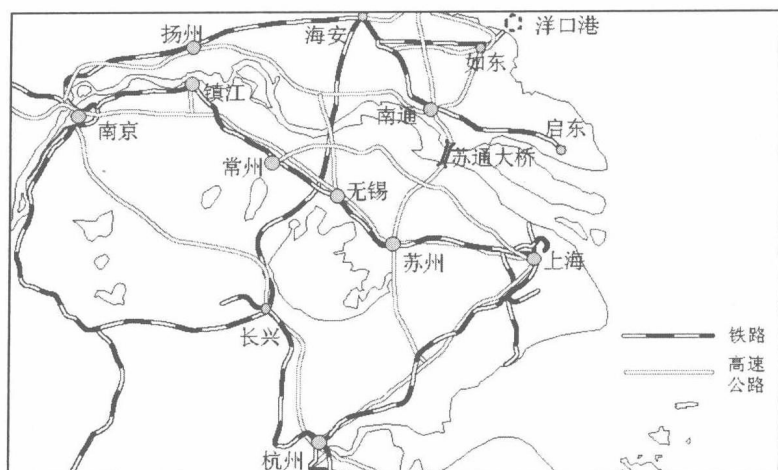 扬州
海安
洋口港
如东
镇江
南京
南通
启东
常州
苏通大桥
无锡
苏州
上海
长兴
铁路
高速
公路
杭州